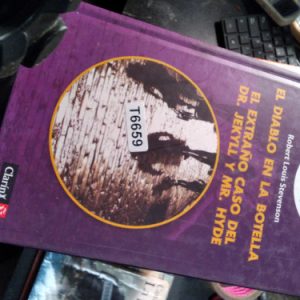 Robert Louis Stevenson
EL DIABLO EN LA BOTELLA
EL EXTRAÑO CASO DEL
DR. JEKYLL Y MR. HYDE
T6659
Clarín